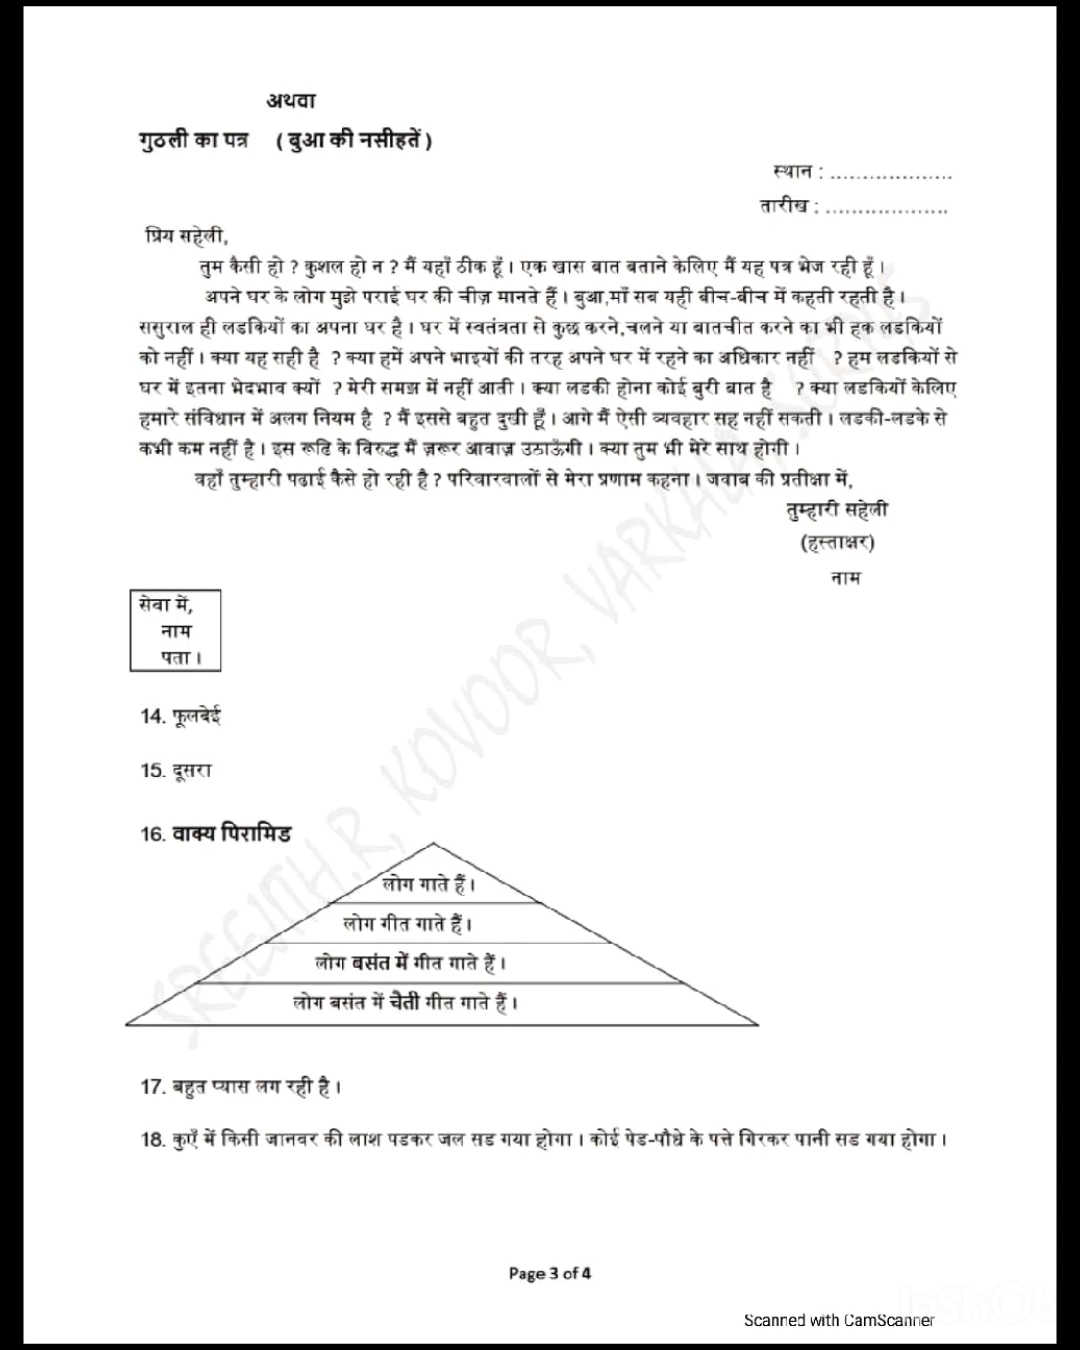 अथवा
गुठली का पत्र ( बुआ की नसीहतें )
स्थान : ...................
तारीख : ...................
प्रिय सहेली,
तुम कैसी हो ? कुशल हो न ? मैं यहाँ ठीक हूँ । एक खास बात बताने केलिए मैं यह पत्र भेज रही हूँ ।
अपने घर के लोग मुझे पराई घर की चीज़ मानते हैं । बुआ,माँ सब यही बीच-बीच में कहती रहती है ।
ससुराल ही लडकियों का अपना घर है । घर में स्वतंत्रता से कुछ करने,चलने या बातचीत करने का भी हक लडकियों
को नहीं । क्या यह सही है ? क्या हमें अपने भाइयों की तरह अपने घर में रहने का अधिकार नहीं ? हम लडकियों से
घर में इतना भेदभाव क्यों ? मेरी समझ में नहीं आती । क्या लडकी होना कोई बुरी बात है ? क्या लडकियों केलिए
हमारे संविधान में अलग नियम है ? मैं इससे बहुत दुखी हूँ । आगे मैं ऐसी व्यवहार सह नहीं सकती । लडकी-लडके से
कभी कम नहीं है । इस रूढि के विरुद्ध मैं ज़रूर आवाज़ उठाऊँगी । क्या तुम भी मेरे साथ होगी ।
वहाँ तुम्हारी पढाई कैसे हो रही है ? परिवारवालों से मेरा प्रणाम कहना । जवाब की प्रतीक्षा में,
तुम्हारी सहेली
(हस्ताक्षर)
नाम
सेवा में,
नाम
पता ।
14. फूलदेई
15. दूसरा
16. वाक्य पिरामिड
लोग गाते हैं ।
लोग गीत गाते हैं ।
लोग बसंत में गीत गाते हैं ।
लोग बसंत में चैती गीत गाते हैं ।
17. बहुत प्यास लग रही है ।
18. कुएँ में किसी जानवर की लाश पडकर जल सड गया होगा । कोई पेड-पौधे के पत्ते गिरकर पानी सड गया होगा ।
SREEJITH.R, KOVOOR, VARKALA
Page 3 of 4
Scanned with CamScanner